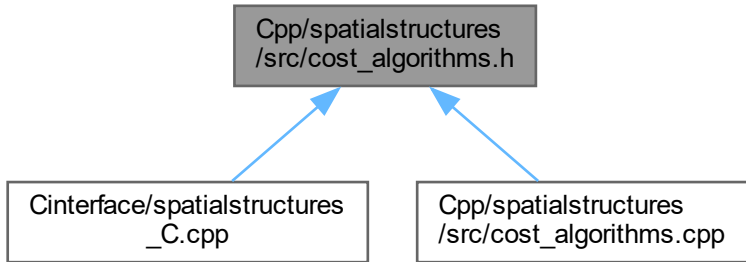 Cpp/spatialstructures
/src/cost_algorithms.h
Cinterface/spatialstructures
_C.cpp
Cpp/spatialstructures
/src/cost_algorithms.cpp